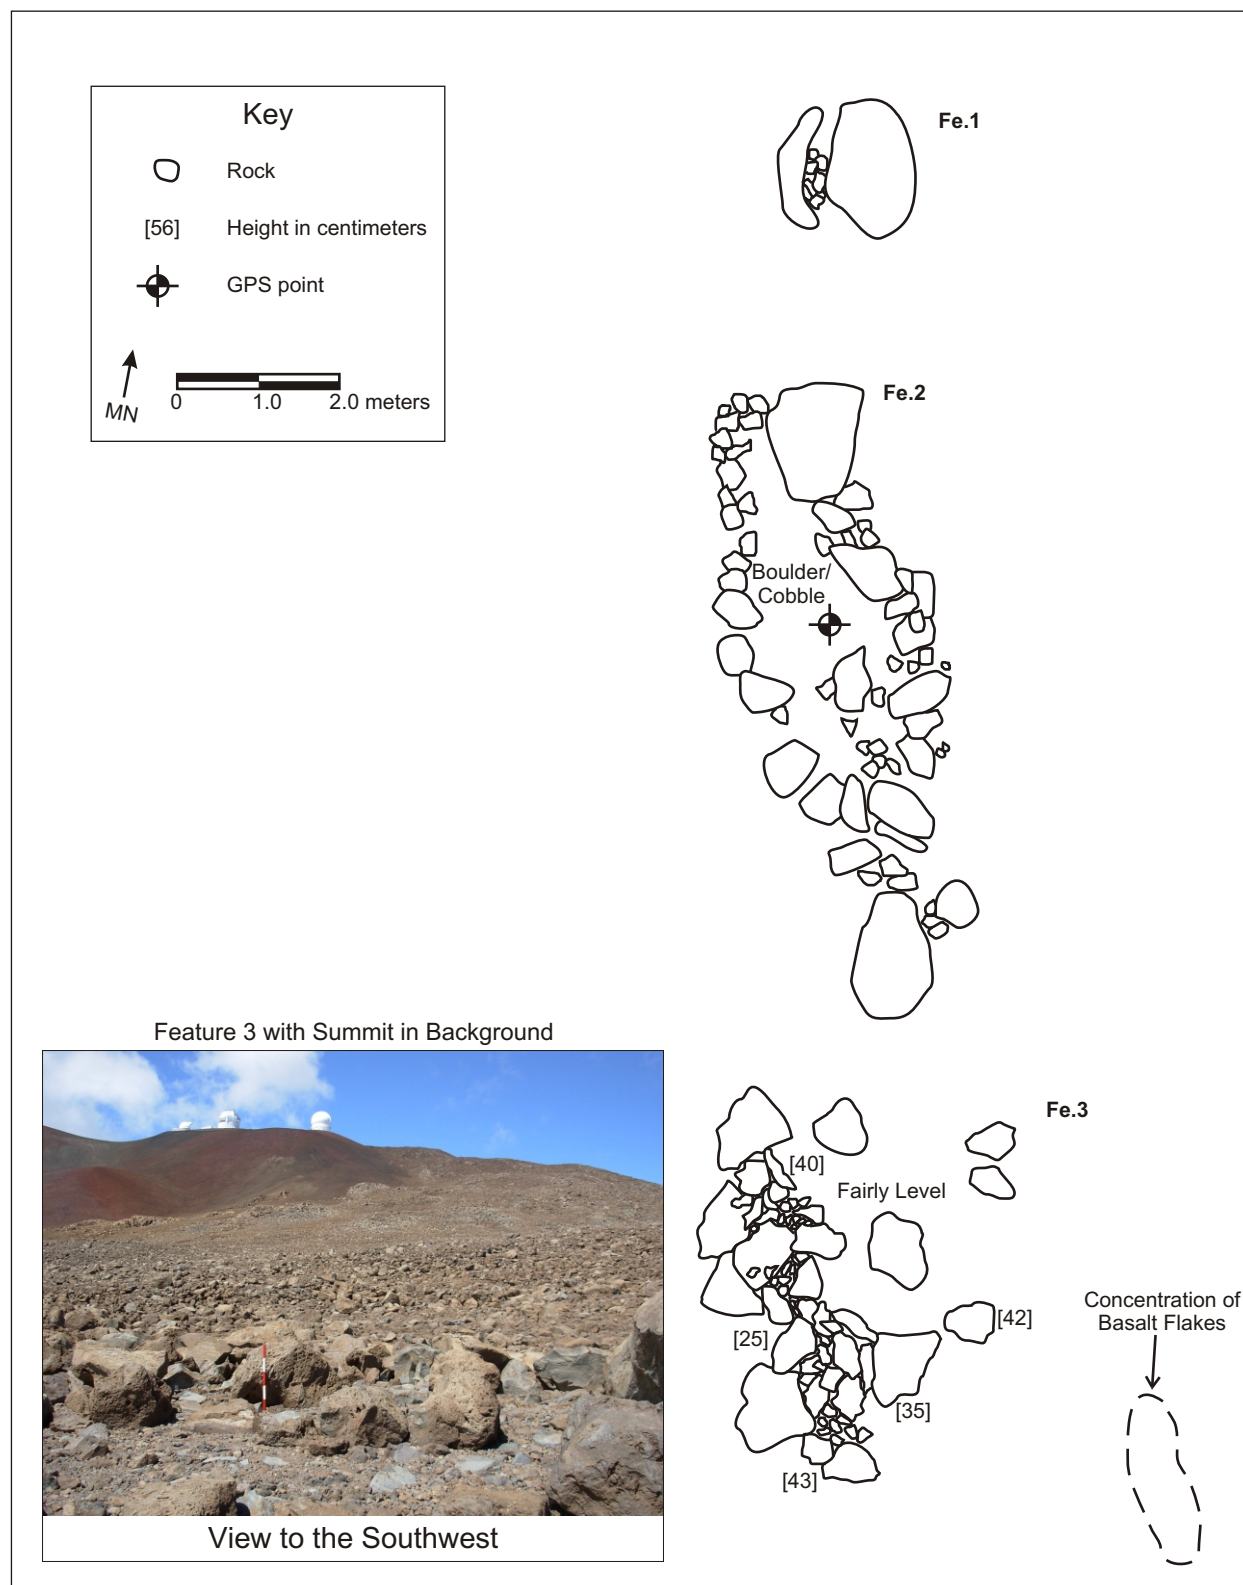 Key
Rock
[56] Height in centimeters
GPS point
MN
0 1.0 2.0 meters
Fe.1
Fe.2
Boulder/
Cobble
Feature 3 with Summit in Background
View to the Southwest
Fe.3
[40]
Fairly Level
[25]
[42]
[35]
[43]
Concentration of
Basalt Flakes